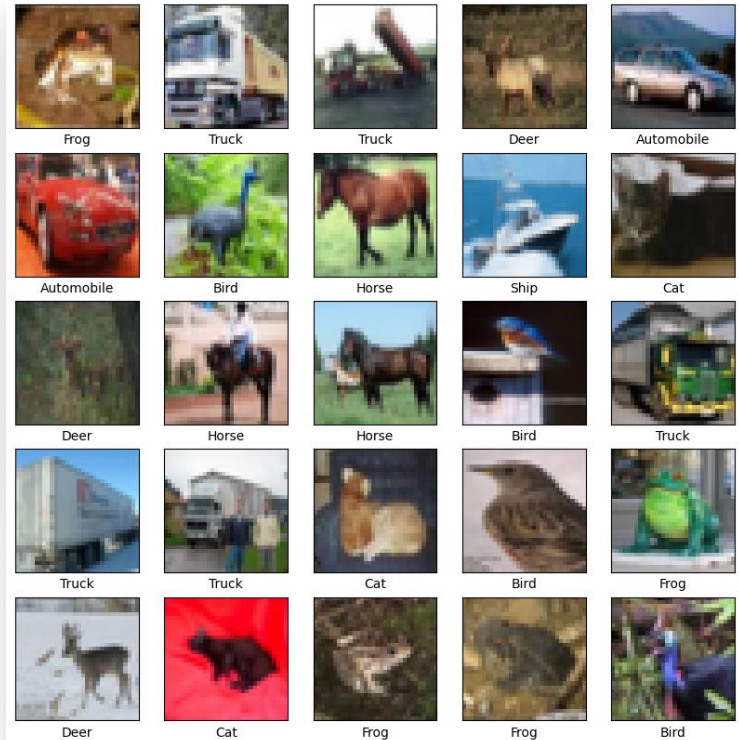 Frog Truck Truck Deer Automobile
Automobile Bird Horse Ship Cat
Deer Horse Horse Bird Truck
Truck Truck Cat Bird Frog
Deer Cat Frog Frog Bird